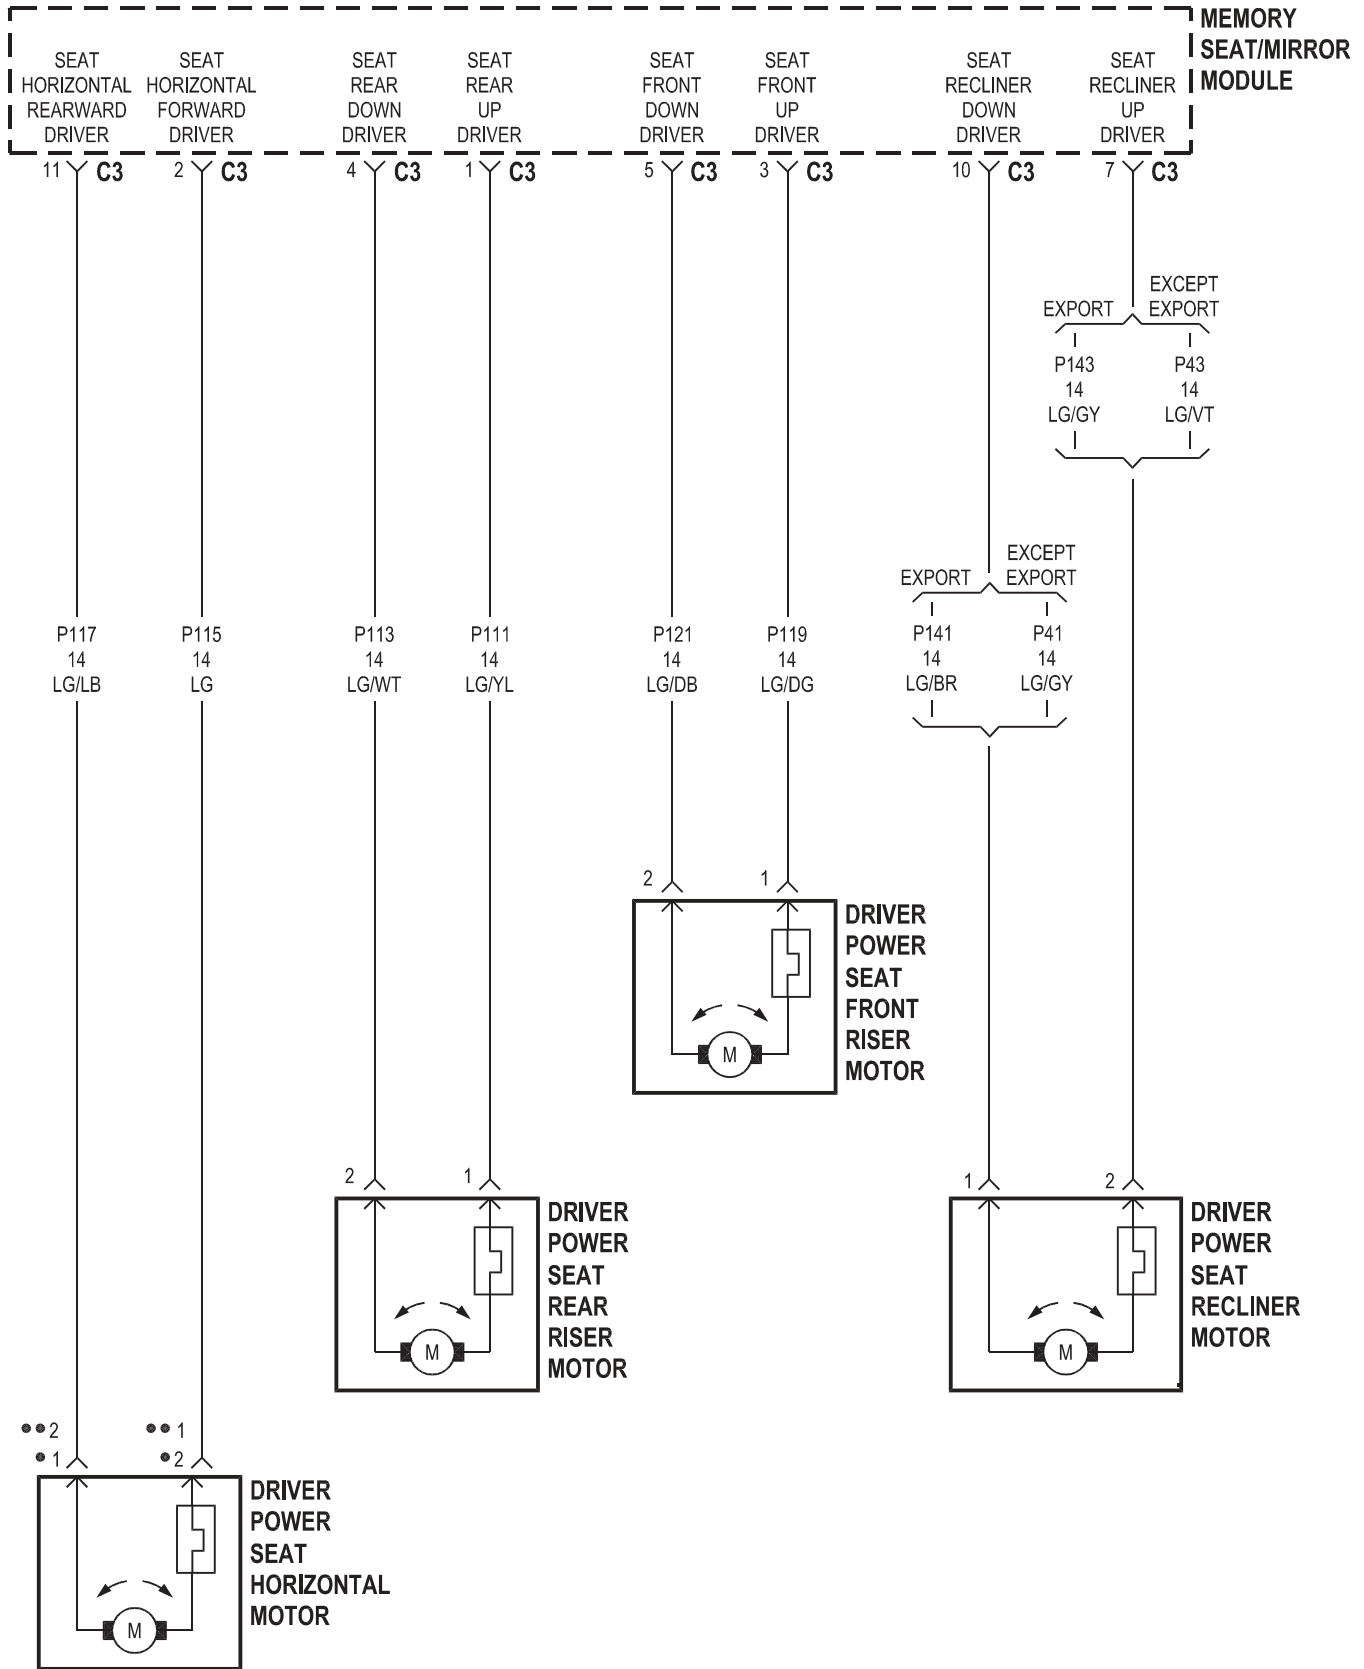 MEMORY
SEAT/MIRROR
MODULE
SEAT
HORIZONTAL
REARWARD
DRIVER
SEAT
HORIZONTAL
FORWARD
DRIVER
SEAT
REAR
DOWN
DRIVER
SEAT
REAR
UP
DRIVER
SEAT
FRONT
DOWN
DRIVER
SEAT
FRONT
UP
DRIVER
SEAT
RECLINER
DOWN
DRIVER
SEAT
RECLINER
UP
DRIVER
11 C3
2 C3
4 C3
1 C3
5 C3
3 C3
10 C3
7 C3
EXPORT
EXCEPT
EXPORT
P143
14
LG/GY
P43
14
LG/VT
EXPORT
EXCEPT
EXPORT
P117
14
LG/LB
P115
14
LG
P113
14
LG/WT
P111
14
LG/YL
P121
14
LG/DB
P119
14
LG/DG
P141
14
LG/BR
P41
14
LG/GY
2
1
DRIVER
POWER
SEAT
FRONT
RISER
MOTOR
M
2
1
DRIVER
POWER
SEAT
REAR
RISER
MOTOR
M
1
2
DRIVER
POWER
SEAT
RECLINER
MOTOR
M
●● 2
● 1
●● 1
● 2
DRIVER
POWER
SEAT
HORIZONTAL
MOTOR
M